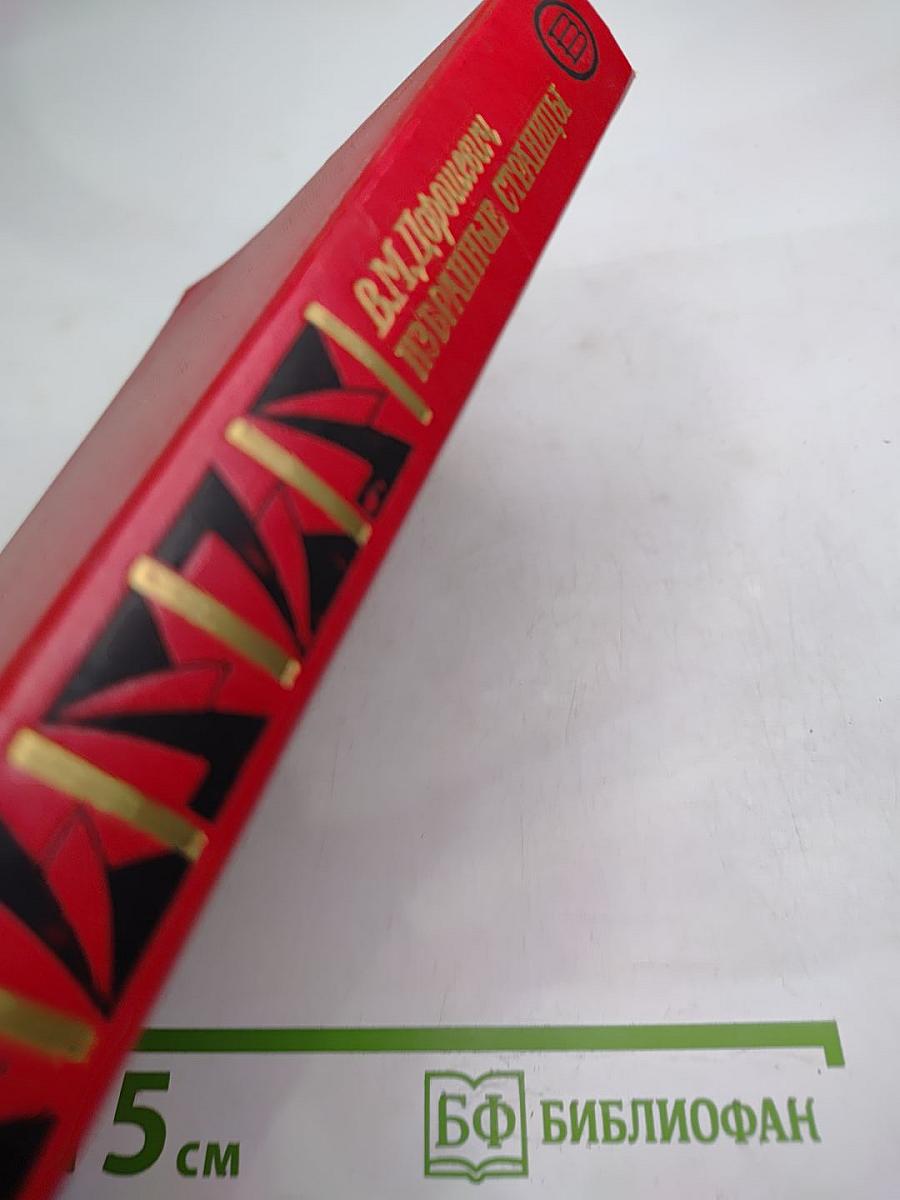 В.М.Дорошевич
ИЗБРАННЫЕ СТРАНИЦЫ
5 см
БФ БИБЛИОФАН